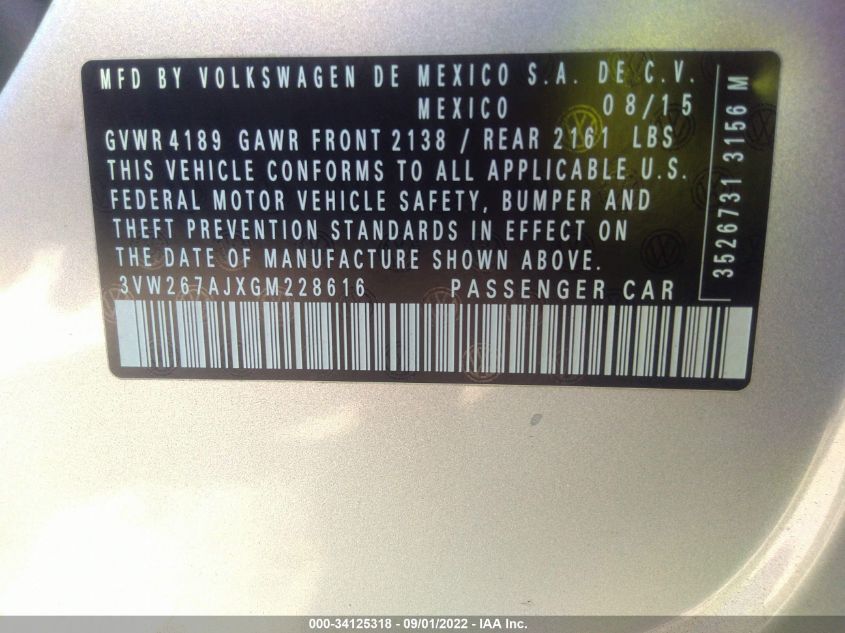 MFD BY VOLKSWAGEN DE MEXICO S.A. DE C.V.
MEXICO 08/15
GVWR 4189 GAWR FRONT 2138 / REAR 2161 LBS
THIS VEHICLE CONFORMS TO ALL APPLICABLE U.S.
FEDERAL MOTOR VEHICLE SAFETY, BUMPER AND
THEFT PREVENTION STANDARDS IN EFFECT ON
THE DATE OF MANUFACTURE SHOWN ABOVE.
3VW267AJXGM228616 PASSENGER CAR
3526731 3156 M
000-34125318 - 09/01/2022 - IAA Inc.